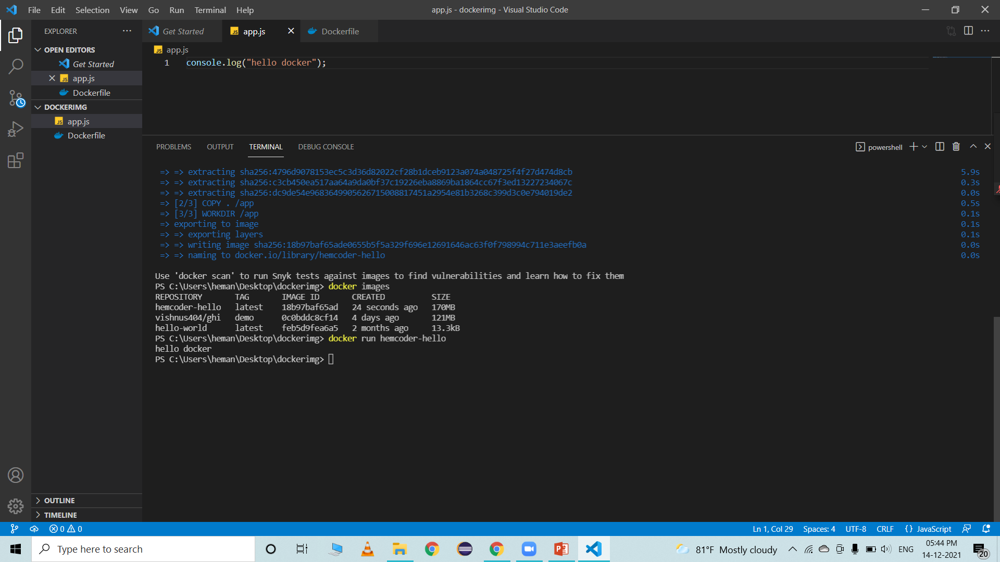 File Edit Selection View Go Run Terminal Help
app.js - dockerimg - Visual Studio Code
EXPLORER
OPEN EDITORS
Get Started
app.js
Dockerfile
DOCKERIMG
app.js
Dockerfile
OUTLINE
TIMELINE
Get Started app.js Dockerfile
app.js
1 console.log("hello docker");
PROBLEMS OUTPUT TERMINAL DEBUG CONSOLE
powershell
=> => extracting sha256:4796d9078153ec5c3d36d82022cf28b1dceb9123a074a048725f4f27d474d8cb 5.9s
=> => extracting sha256:c3cb450ea517aa64a9da0bf37c19226eba8869ba1864cc67f3ed13227234067c 0.3s
=> => extracting sha256:dc9de54e9683649905626715008817451a2954e81b3268c399d3c0e794019de2 0.0s
=> [2/3] COPY . /app 0.5s
=> [3/3] WORKDIR /app 0.1s
=> exporting to image 0.1s
=> => exporting layers 0.1s
=> => writing image sha256:18b97baf65ade0655b5f5a329f696e12691646ac63f0f798994c711e3aeefb0a 0.0s
=> => naming to docker.io/library/hemcoder-hello 0.0s
Use 'docker scan' to run Snyk tests against images to find vulnerabilities and learn how to fix them
PS C:\Users\heman\Desktop\dockerimg> docker images
REPOSITORY TAG IMAGE ID CREATED SIZE
hemcoder-hello latest 18b97baf65ad 24 seconds ago 170MB
vishnus404/ghi demo 0c0bddc8cf14 4 days ago 121MB
hello-world latest feb5d9fea6a5 2 months ago 13.3kB
PS C:\Users\heman\Desktop\dockerimg> docker run hemcoder-hello
hello docker
PS C:\Users\heman\Desktop\dockerimg>
0 0
Ln 1, Col 29 Spaces: 4 UTF-8 CRLF {} JavaScript
Type here to search
81°F Mostly cloudy
ENG
05:44 PM
14-12-2021
20